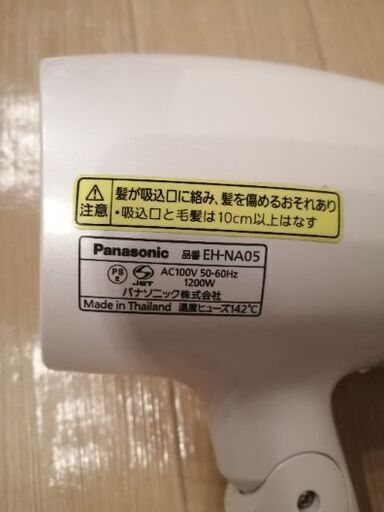 注意
髪が吸込口に絡み、髪を傷めるおそれあり
・吸込口と毛髪は10cm以上はなす
Panasonic 品番 EH-NA05
PS E JET AC100V 50-60Hz
1200W
パナソニック株式会社
Made in Thailand 温度ヒューズ142℃